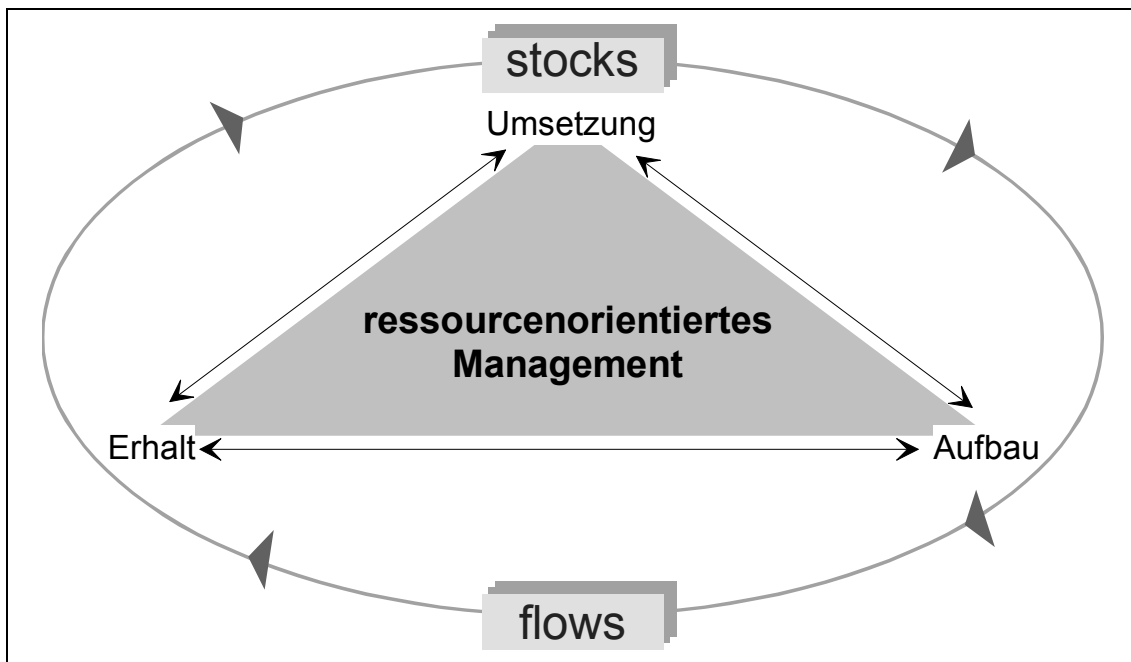 stocks
Umsetzung
ressourcenorientiertes
Management
Erhalt
Aufbau
flows